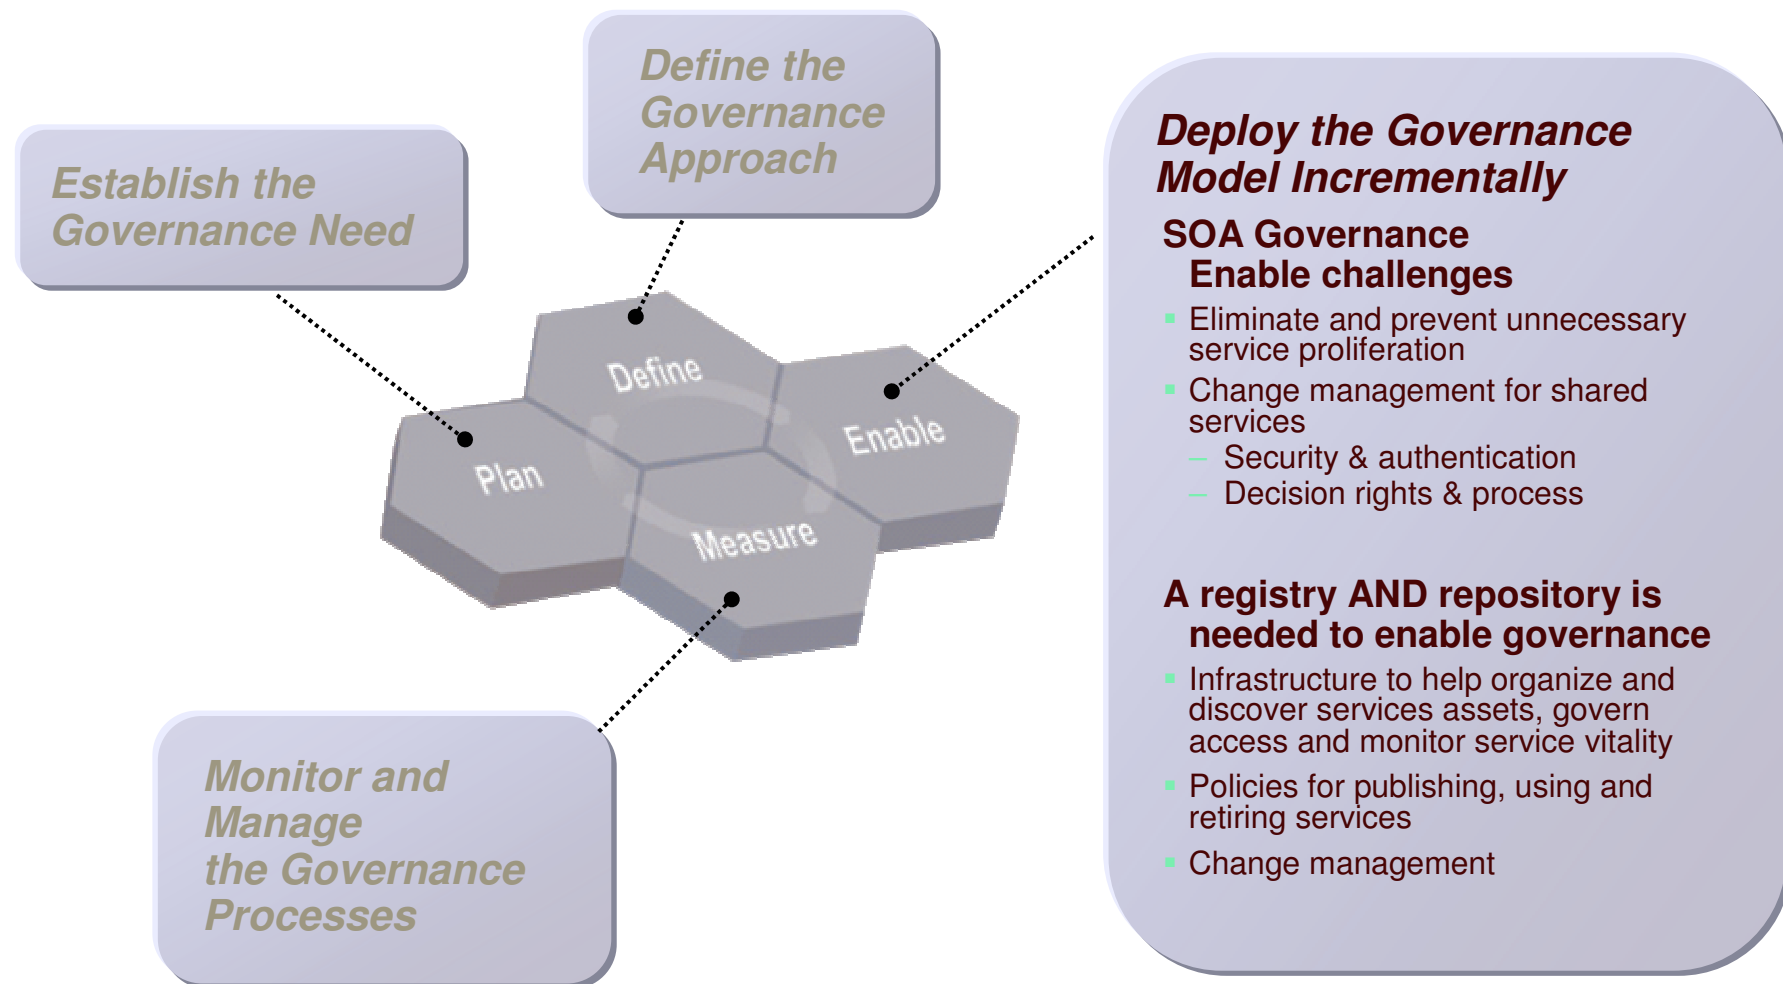 Define the
Governance
Approach
Establish the
Governance Need
Define
Enable
Plan
Measure
Monitor and
Manage
the Governance
Processes
Deploy the Governance
Model Incrementally
SOA Governance
Enable challenges
Eliminate and prevent unnecessary
service proliferation
Change management for shared
services
– Security & authentication
– Decision rights & process
A registry AND repository is
needed to enable governance
Infrastructure to help organize and
discover services assets, govern
access and monitor service vitality
Policies for publishing, using and
retiring services
Change management